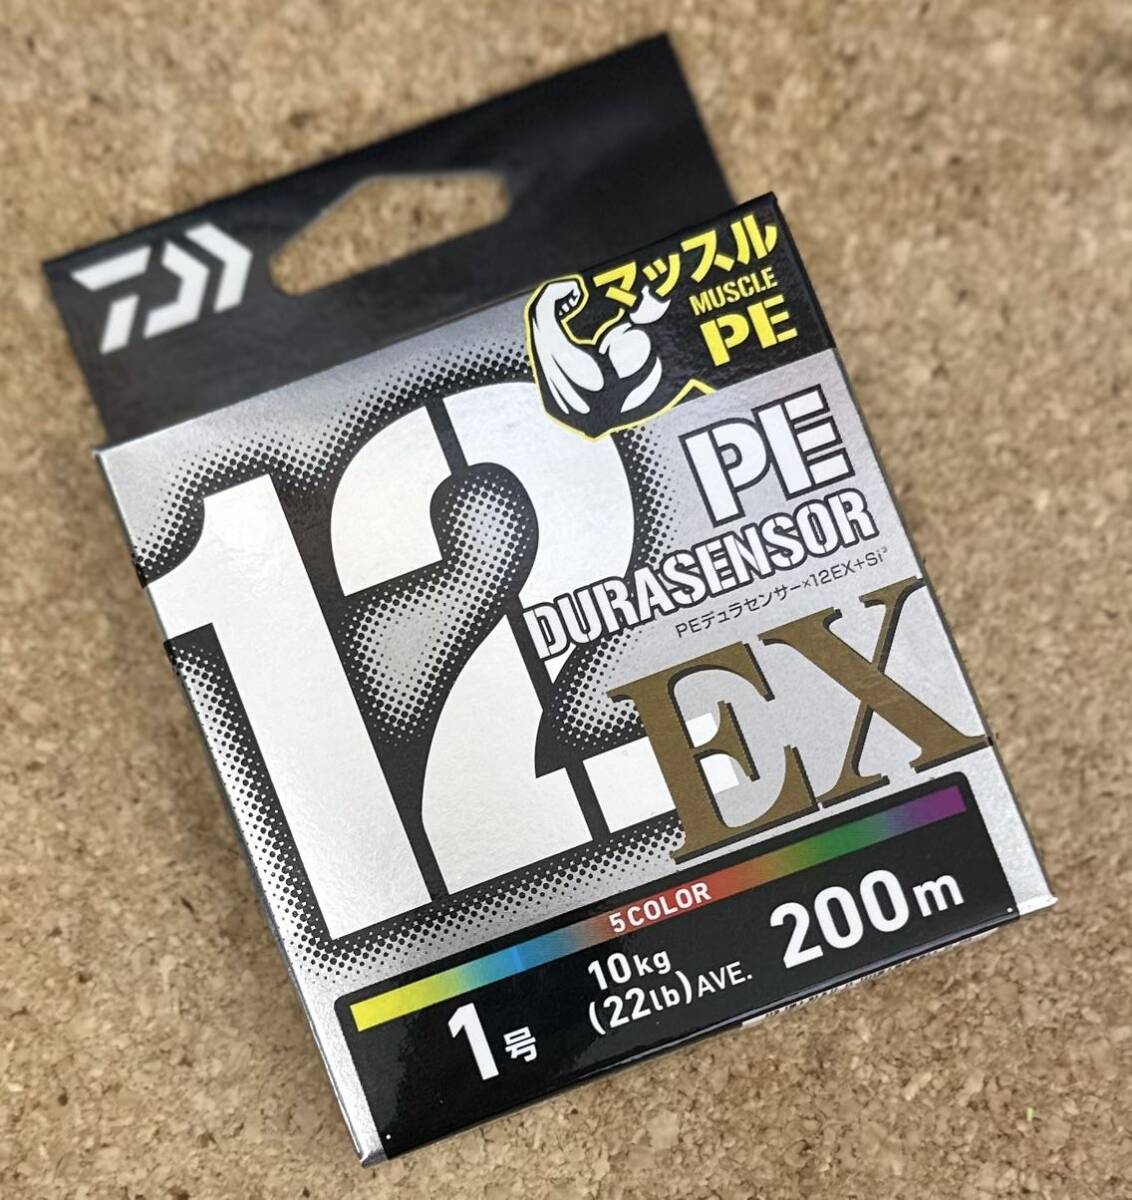 マッスル
MUSCLE
PE
12
PE
DURASENSOR
PEデュラセンサー×12EX+Si³
EX
5COLOR
1号
10kg
(22lb)AVE.
200m